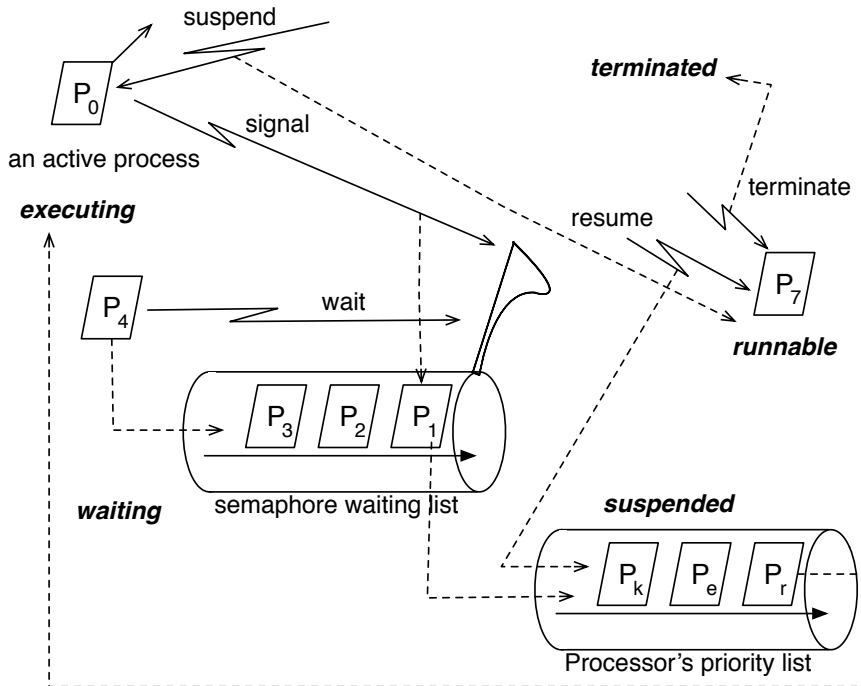 suspend
P0
signal
an active process
executing
terminated
terminate
resume
P7
runnable
P4
wait
P3
P2
P1
semaphore waiting list
waiting
suspended
Pk
Pe
Pr
Processor's priority list